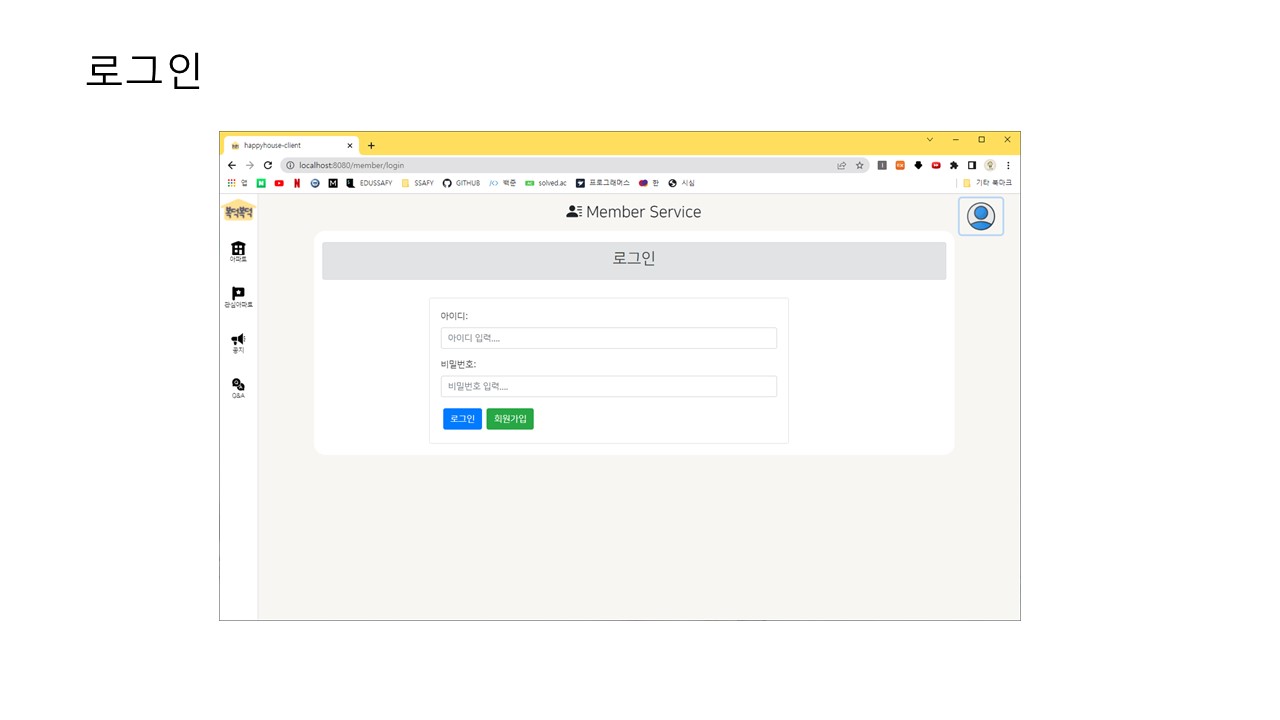 로그인
happyhouse-client
localhost:8080/member/login
앱
EDUSSAFY
SSAFY
GITHUB
백준
solved.ac
프로그래머스
한
시심
기타 북마크
복덕복덕
Member Service
아파트
관심아파트
공지
Q&A
로그인
아이디:
아이디 입력....
비밀번호:
비밀번호 입력....
로그인
회원가입